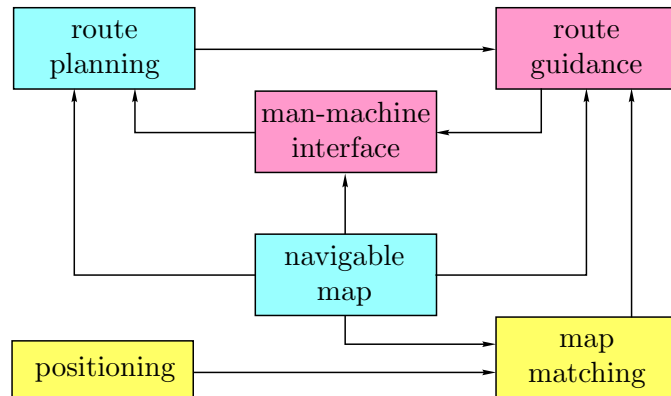 route
planning
route
guidance
man-machine
interface
navigable
map
positioning
map
matching